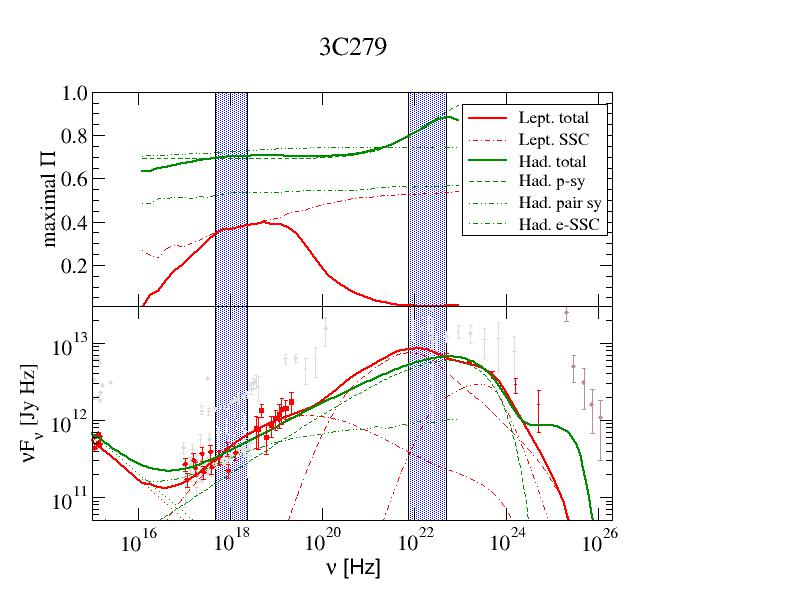 3C279
maximal Π
1.0
0.8
0.6
0.4
0.2
Lept. total
Lept. SSC
Had. total
Had. p-sy
Had. pair sy
Had. e-SSC
νFν [Jy Hz]
10^13
10^12
10^11
10^16 10^18 10^20 10^22 10^24 10^26
ν [Hz]